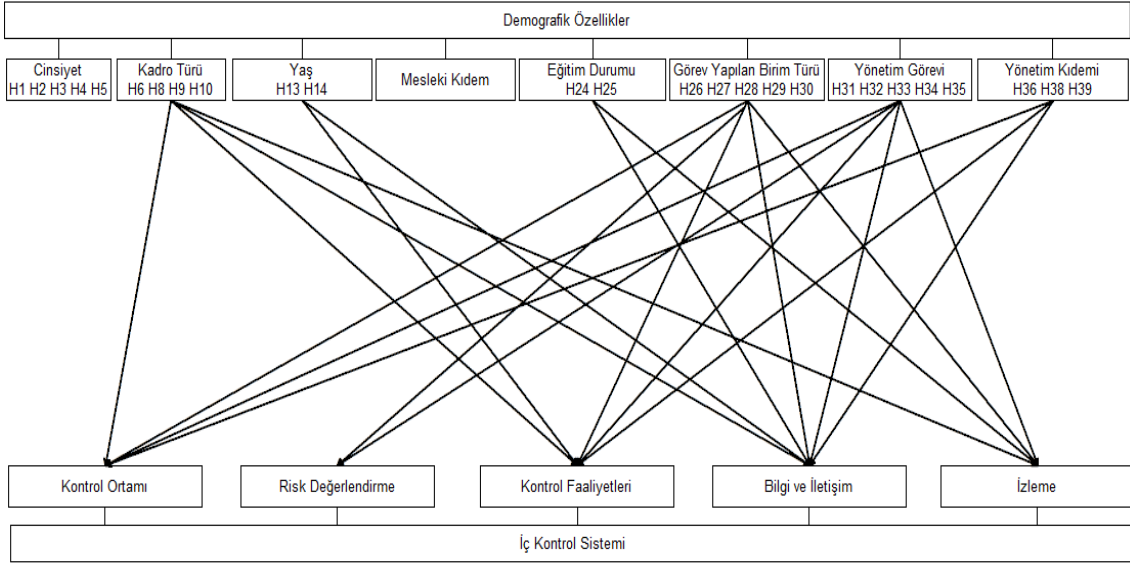 Demografik Özellikler
Cinsiyet
H1 H2 H3 H4 H5
Kadro Türü
H6 H8 H9 H10
Yaş
H13 H14
Mesleki Kıdem
Eğitim Durumu
H24 H25
Görev Yapılan Birim Türü
H26 H27 H28 H29 H30
Yönetim Görevi
H31 H32 H33 H34 H35
Yönetim Kıdemi
H36 H38 H39
Kontrol Ortamı
Risk Değerlendirme
Kontrol Faaliyetleri
Bilgi ve İletişim
İzleme
İç Kontrol Sistemi